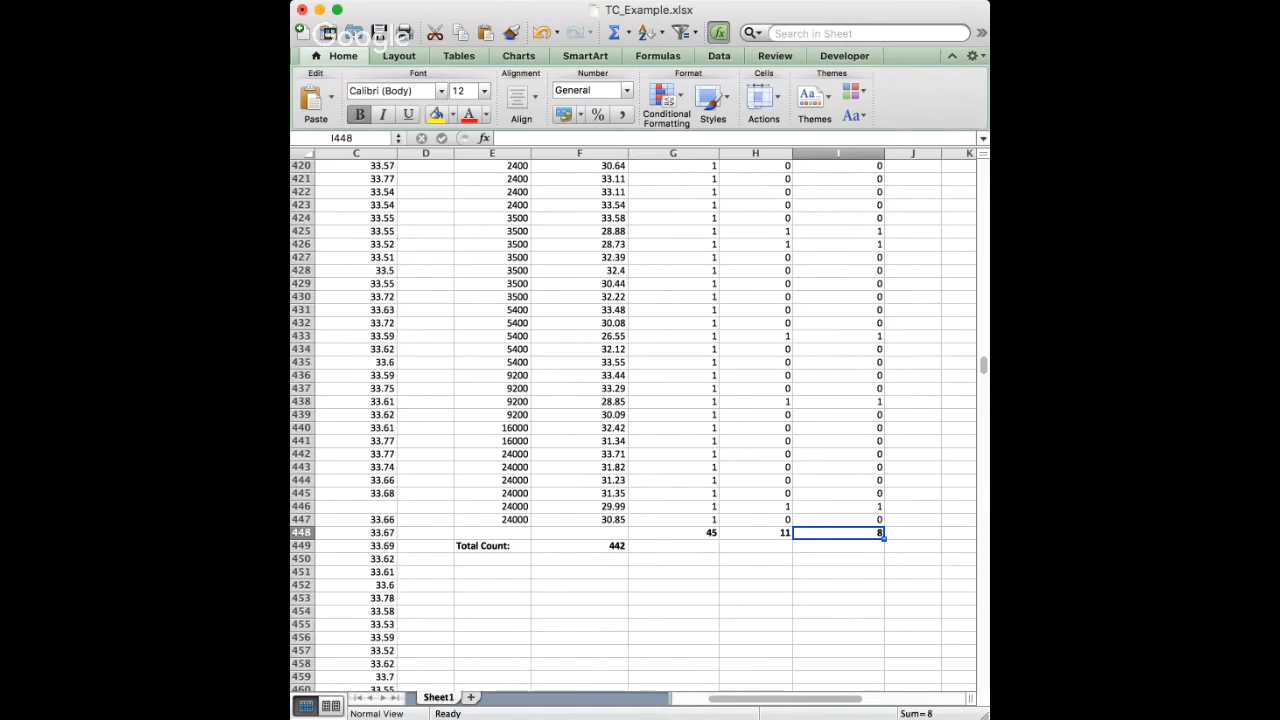 TC_Example.xlsx
Google
Search in Sheet
Home Layout Tables Charts SmartArt Formulas Data Review Developer
Edit Font Alignment Number Format Cells Themes
Calibri (Body) 12 General
Paste B I U A Align % , Conditional Formatting Styles Actions Aa Themes Aa
I448 fx
C D E F G H I J K
420 33.57 2400 30.64 1 0 0
421 33.77 2400 33.11 1 0 0
422 33.54 2400 33.11 1 0 0
423 33.54 2400 33.54 1 0 0
424 33.55 3500 33.58 1 0 0
425 33.55 3500 28.88 1 1 1
426 33.52 3500 28.73 1 1 1
427 33.51 3500 32.39 1 0 0
428 33.5 3500 32.4 1 0 0
429 33.55 3500 30.44 1 0 0
430 33.72 3500 32.22 1 0 0
431 33.63 5400 33.48 1 0 0
432 33.72 5400 30.08 1 0 0
433 33.59 5400 26.55 1 1 1
434 33.62 5400 32.12 1 0 0
435 33.6 5400 33.55 1 0 0
436 33.59 9200 33.44 1 0 0
437 33.75 9200 33.29 1 0 0
438 33.61 9200 28.85 1 1 1
439 33.62 9200 30.09 1 0 0
440 33.61 16000 32.42 1 0 0
441 33.77 16000 31.34 1 0 0
442 33.77 24000 33.71 1 0 0
443 33.74 24000 31.82 1 0 0
444 33.66 24000 31.23 1 0 0
445 33.68 24000 31.35 1 0 0
446 24000 29.99 1 1 1
447 33.66 24000 30.85 1 0 0
448 33.67 45 11 8
449 33.69 Total Count: 442
450 33.62
451 33.61
452 33.6
453 33.78
454 33.58
455 33.53
456 33.59
457 33.52
458 33.62
459 33.7
460 33.55
Sheet1
Normal View Ready Sum=8